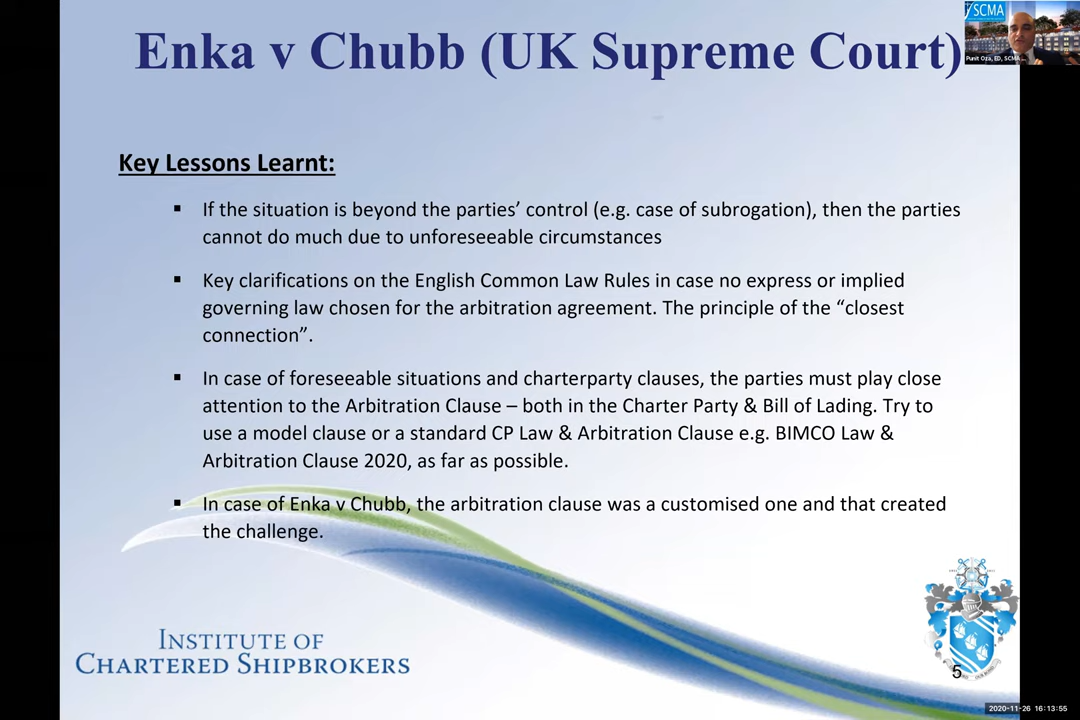 Enka v Chubb (UK Supreme Court)
SCMA
Punit Oza, ED, SCMA
Key Lessons Learnt:
▪ If the situation is beyond the parties’ control (e.g. case of subrogation), then the parties
cannot do much due to unforeseeable circumstances
▪ Key clarifications on the English Common Law Rules in case no express or implied
governing law chosen for the arbitration agreement. The principle of the “closest
connection”.
▪ In case of foreseeable situations and charterparty clauses, the parties must play close
attention to the Arbitration Clause – both in the Charter Party & Bill of Lading. Try to
use a model clause or a standard CP Law & Arbitration Clause e.g. BIMCO Law &
Arbitration Clause 2020, as far as possible.
▪ In case of Enka v Chubb, the arbitration clause was a customised one and that created
the challenge.
INSTITUTE OF
CHARTERED SHIPBROKERS
5
2020-11-26 16:13:55